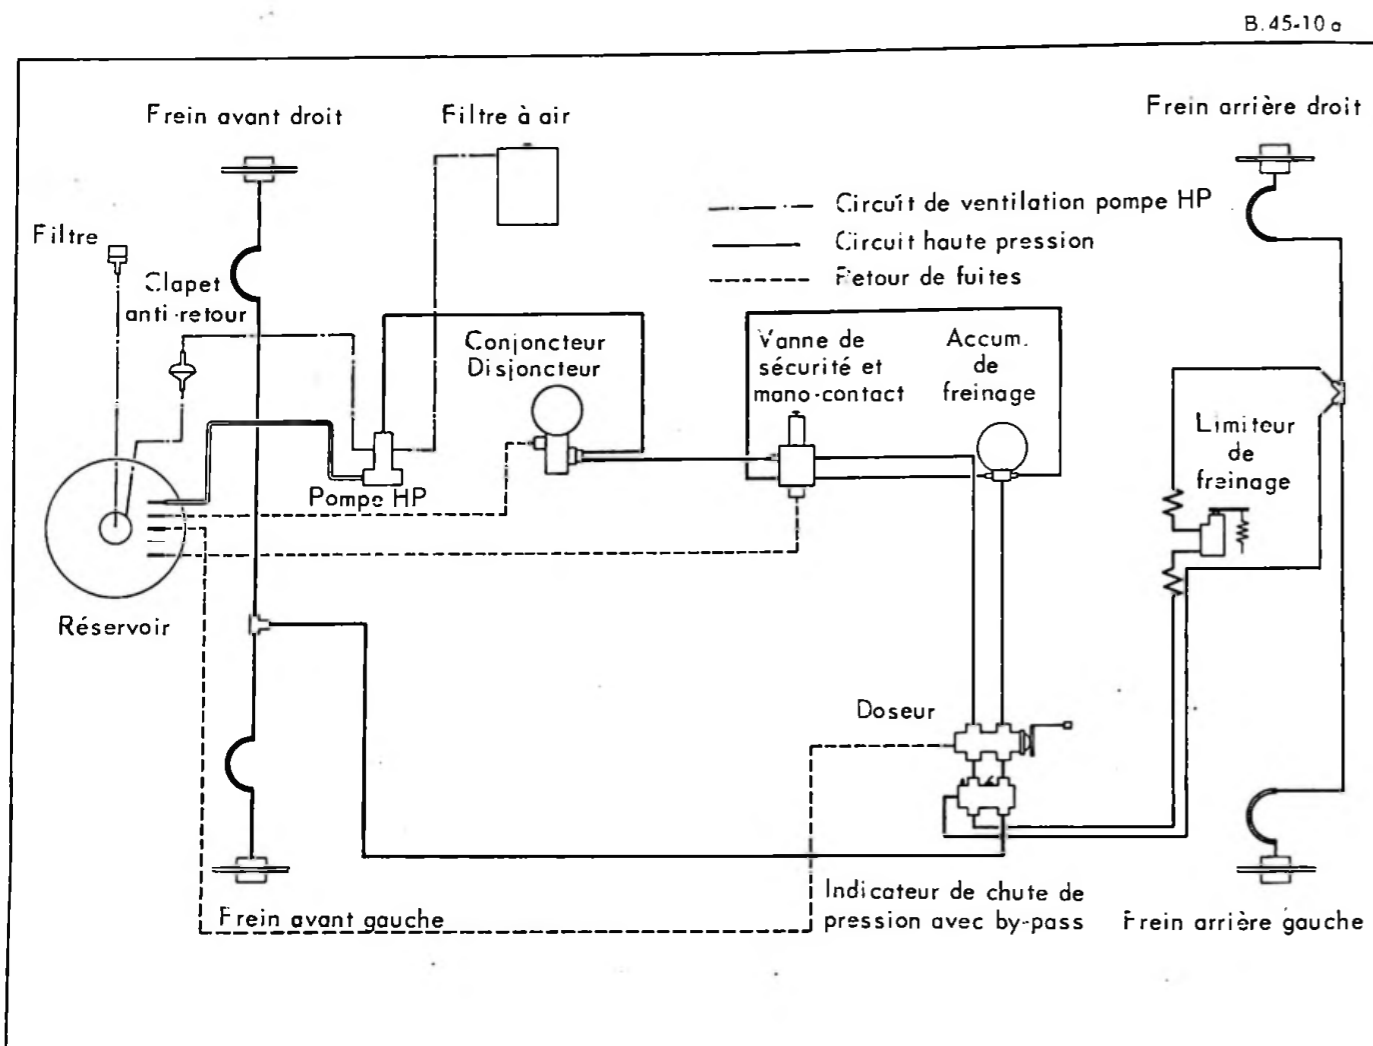 B.45-10 a
Frein avant droit
Filtre à air
Frein arrière droit
Circuit de ventilation pompe HP
Circuit haute pression
Retour de fuites
Filtre
Clapet
anti-retour
Conjoncteur
Disjoncteur
Vanne de
sécurité et
mano-contact
Accum.
de
freinage
Limiteur
de
freinage
Pompe HP
Réservoir
Doseur
Indicateur de chute de
pression avec by-pass
Frein avant gauche
Frein arrière gauche